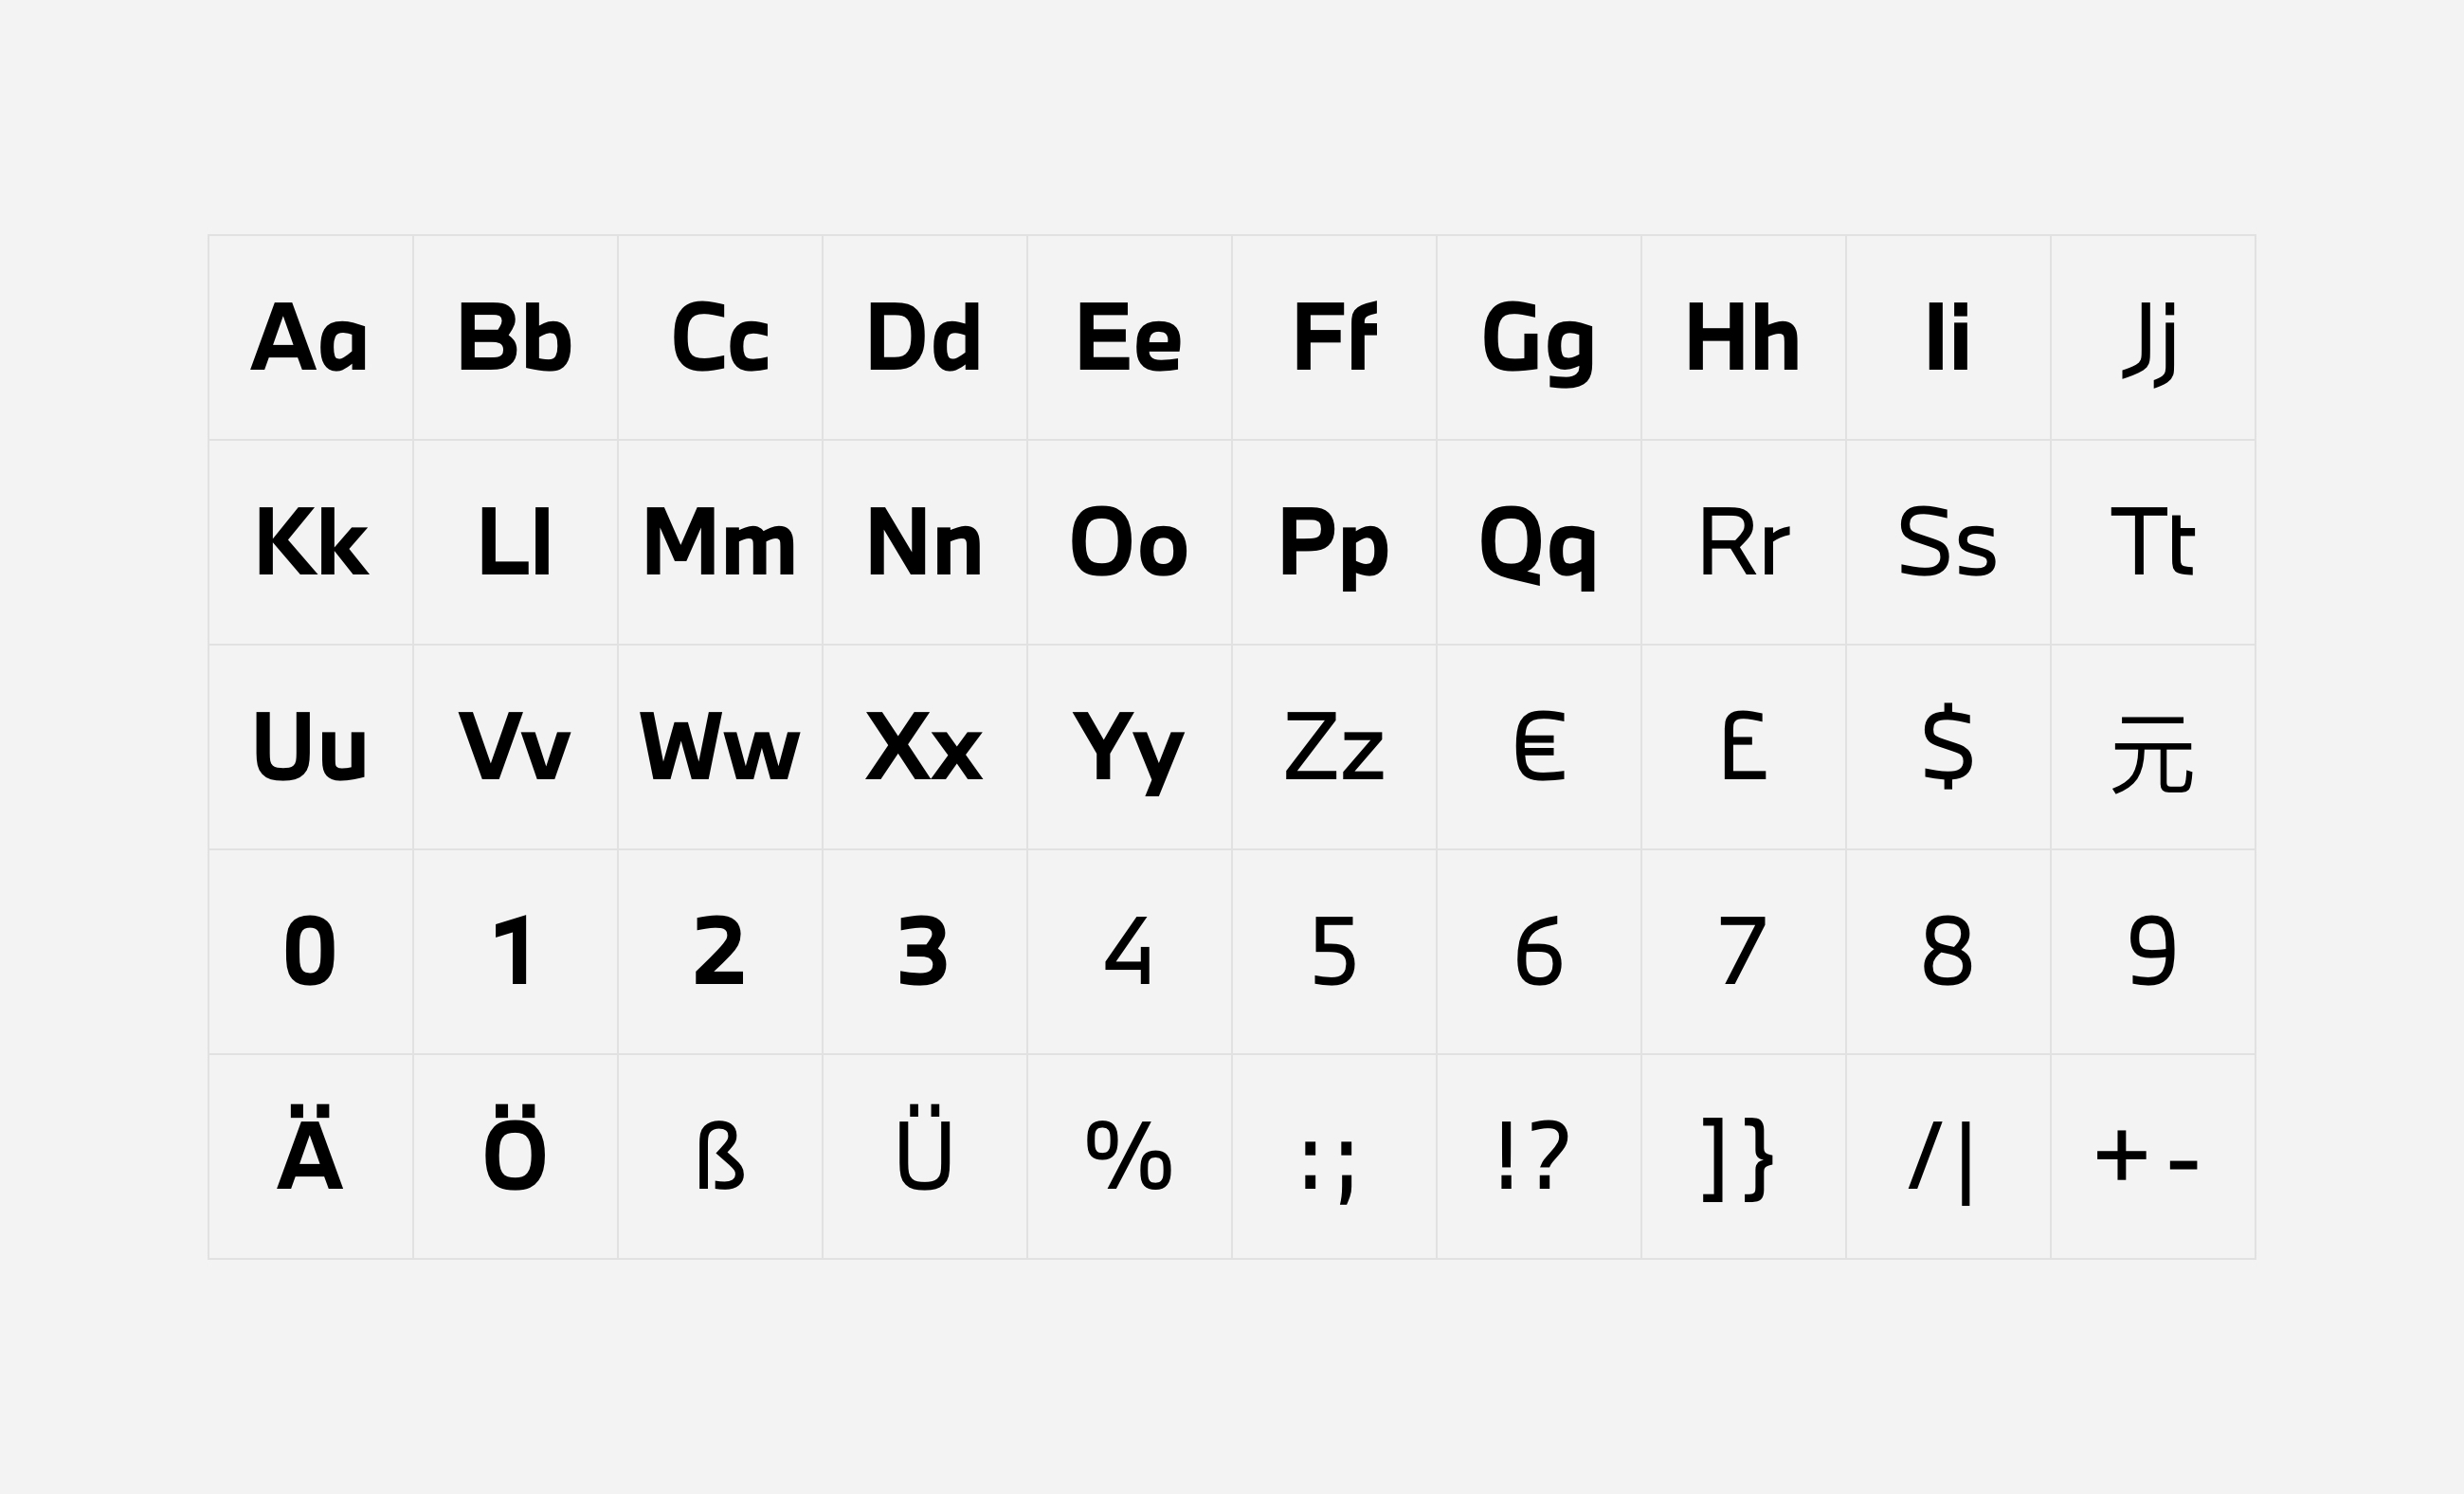 Aa Bb Cc Dd Ee Ff Gg Hh Ii Jj
Kk Ll Mm Nn Oo Pp Qq Rr Ss Tt
Uu Vv Ww Xx Yy Zz € £ $ 元
0 1 2 3 4 5 6 7 8 9
Ä Ö ß Ü % :; !? ]} /| +-